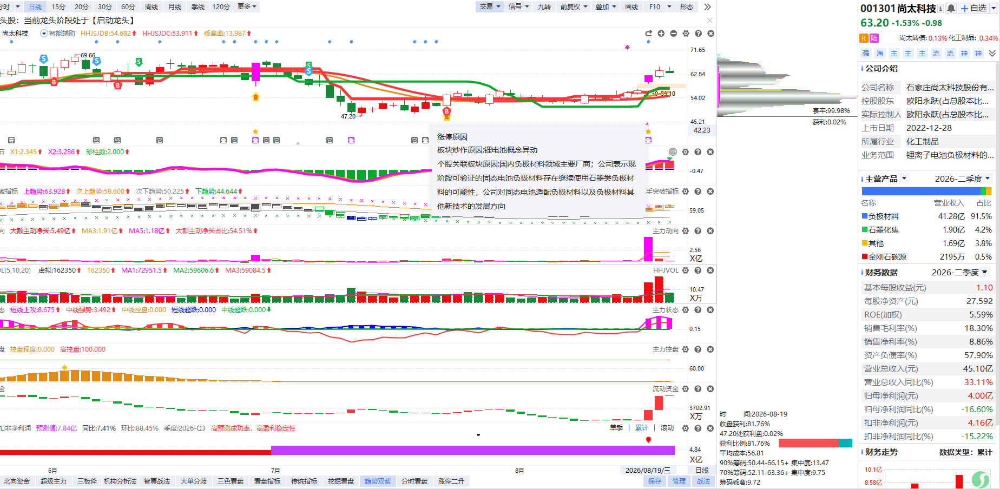 分时 日线 15分 20分 30分 60分 周线 月线 季线 120分 更多 交易 信号 九转 前复权 叠加 画线 F10 形态
头股：当前龙头阶段处于【启动龙头】
尚太科技 智能辅助 HHJSJDB:54.682 HHJSJDC:53.911 乖离率:13.987
71.65
69.66
62.84
54.02
47.20
45.21
42.23
涨停原因
板块炒作原因:锂电池概念异动
个股关联板块原因:国内负极材料领域主要厂商；公司表示现
阶段可验证的固态电池负极材料存在继续使用石墨类负极材
料的可能性，公司对固态电池适配负极材料以及负极材料其
他新技术的发展方向
节 X1:2.345 X2:3.286 彩柱数:2.000
-0.47
破指标 上趋势:63.928 次上趋势:58.600 次下趋势:50.225 下趋势:44.644 手突破指标
59.05
向 大额主动净买:5.49亿 MA3:1.91亿 MA5:1.18亿 大额主动净买占比:54.51% 主力动向
2.56
X亿
OL(5,10,20) 虚拟:162350 162350 MA1:72951.5 MA2:59606.6 MA3:59084.5 HHJVOL
10.47
X万
态 短线上攻:8.675 中线强势:3.492 中线控盘:0.000 短线超跌:0.000 中线超跌:0.000 主力状态
0.15
盘 控盘程度:0.000 高控盘:100.000 主力控盘
60.00
金 流动资金
3702.91
X万
扣非净利润 预测值:7.84亿 同比:7.41% 环比:88.45% 季度:2026-Q3 高预测成功率，高盈利稳定性 单季 累计 滚动
4.84
X亿
6月 7月 8月 2026/08/19/三 日线
北向资金 超级主力 三板斧 机构分析法 智尊战法 大单分歧 三色看盘 看盘指标 传统指标 挖掘看盘 趋势双紫 分时看盘 涨停二升 保存 管理 战法
套牢:99.98%
获利:0.02%
时 间:2026-08-19
收盘获利:81.76%
47.20处获利盘:0.02%
获利比例:81.76%
平均成本:56.81
90%筹码:50.44-66.15+ 集中度:13.47
70%筹码:52.11-63.36+ 集中度:9.75
筹码乖离:9.72
001301 尚太科技 自选
63.20 -1.53% -0.98
R 陆 尚太转债: 0.13% 化工制品: 0.34%
强 海 主 主 主 流 流 神 神
公司介绍
公司名称 石家庄尚太科技股份有...
控股股东 欧阳永跃(占总股本比...
实际控制人 欧阳永跃(占总股本比...
上市日期 2022-12-28
所属行业 化工制品
业务范围 锂离子电池负极材料的...
主营产品 2026-二季度
名称 营业收入 占比
负极材料 41.28亿 91.5%
石墨化焦 1.90亿 4.2%
其他 1.69亿 3.8%
金刚石碳源 2195万 0.5%
财务数据 2026-二季度
基本每股收益(元) 1.10
每股净资产(元) 27.592
ROE(加权) 5.59%
销售毛利率(%) 18.30%
销售净利率(%) 8.86%
资产负债率(%) 57.90%
营业总收入(元) 45.10亿
营业总收入同比(%) 33.11%
归母净利润(元) 4.00亿
归母净利润同比(%) -16.60%
扣非净利润(元) 4.16亿
扣非净利润同比(%) -15.22%
财务走势 数据类型：累计
10.1亿
8.58亿